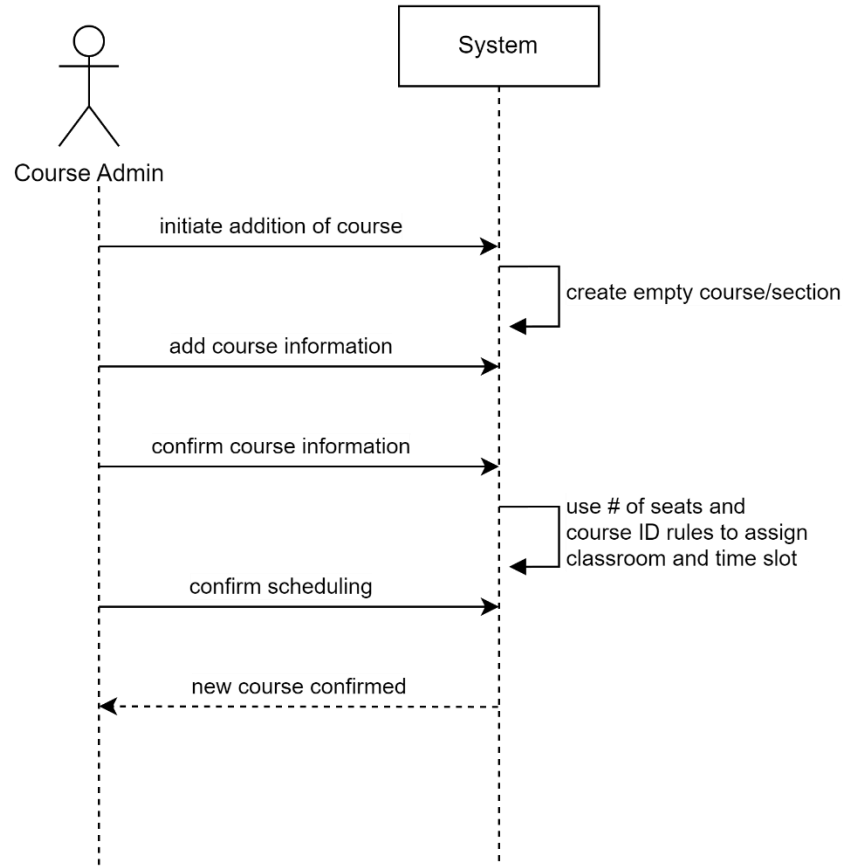 System
Course Admin
initiate addition of course
create empty course/section
add course information
confirm course information
use # of seats and
course ID rules to assign
classroom and time slot
confirm scheduling
new course confirmed